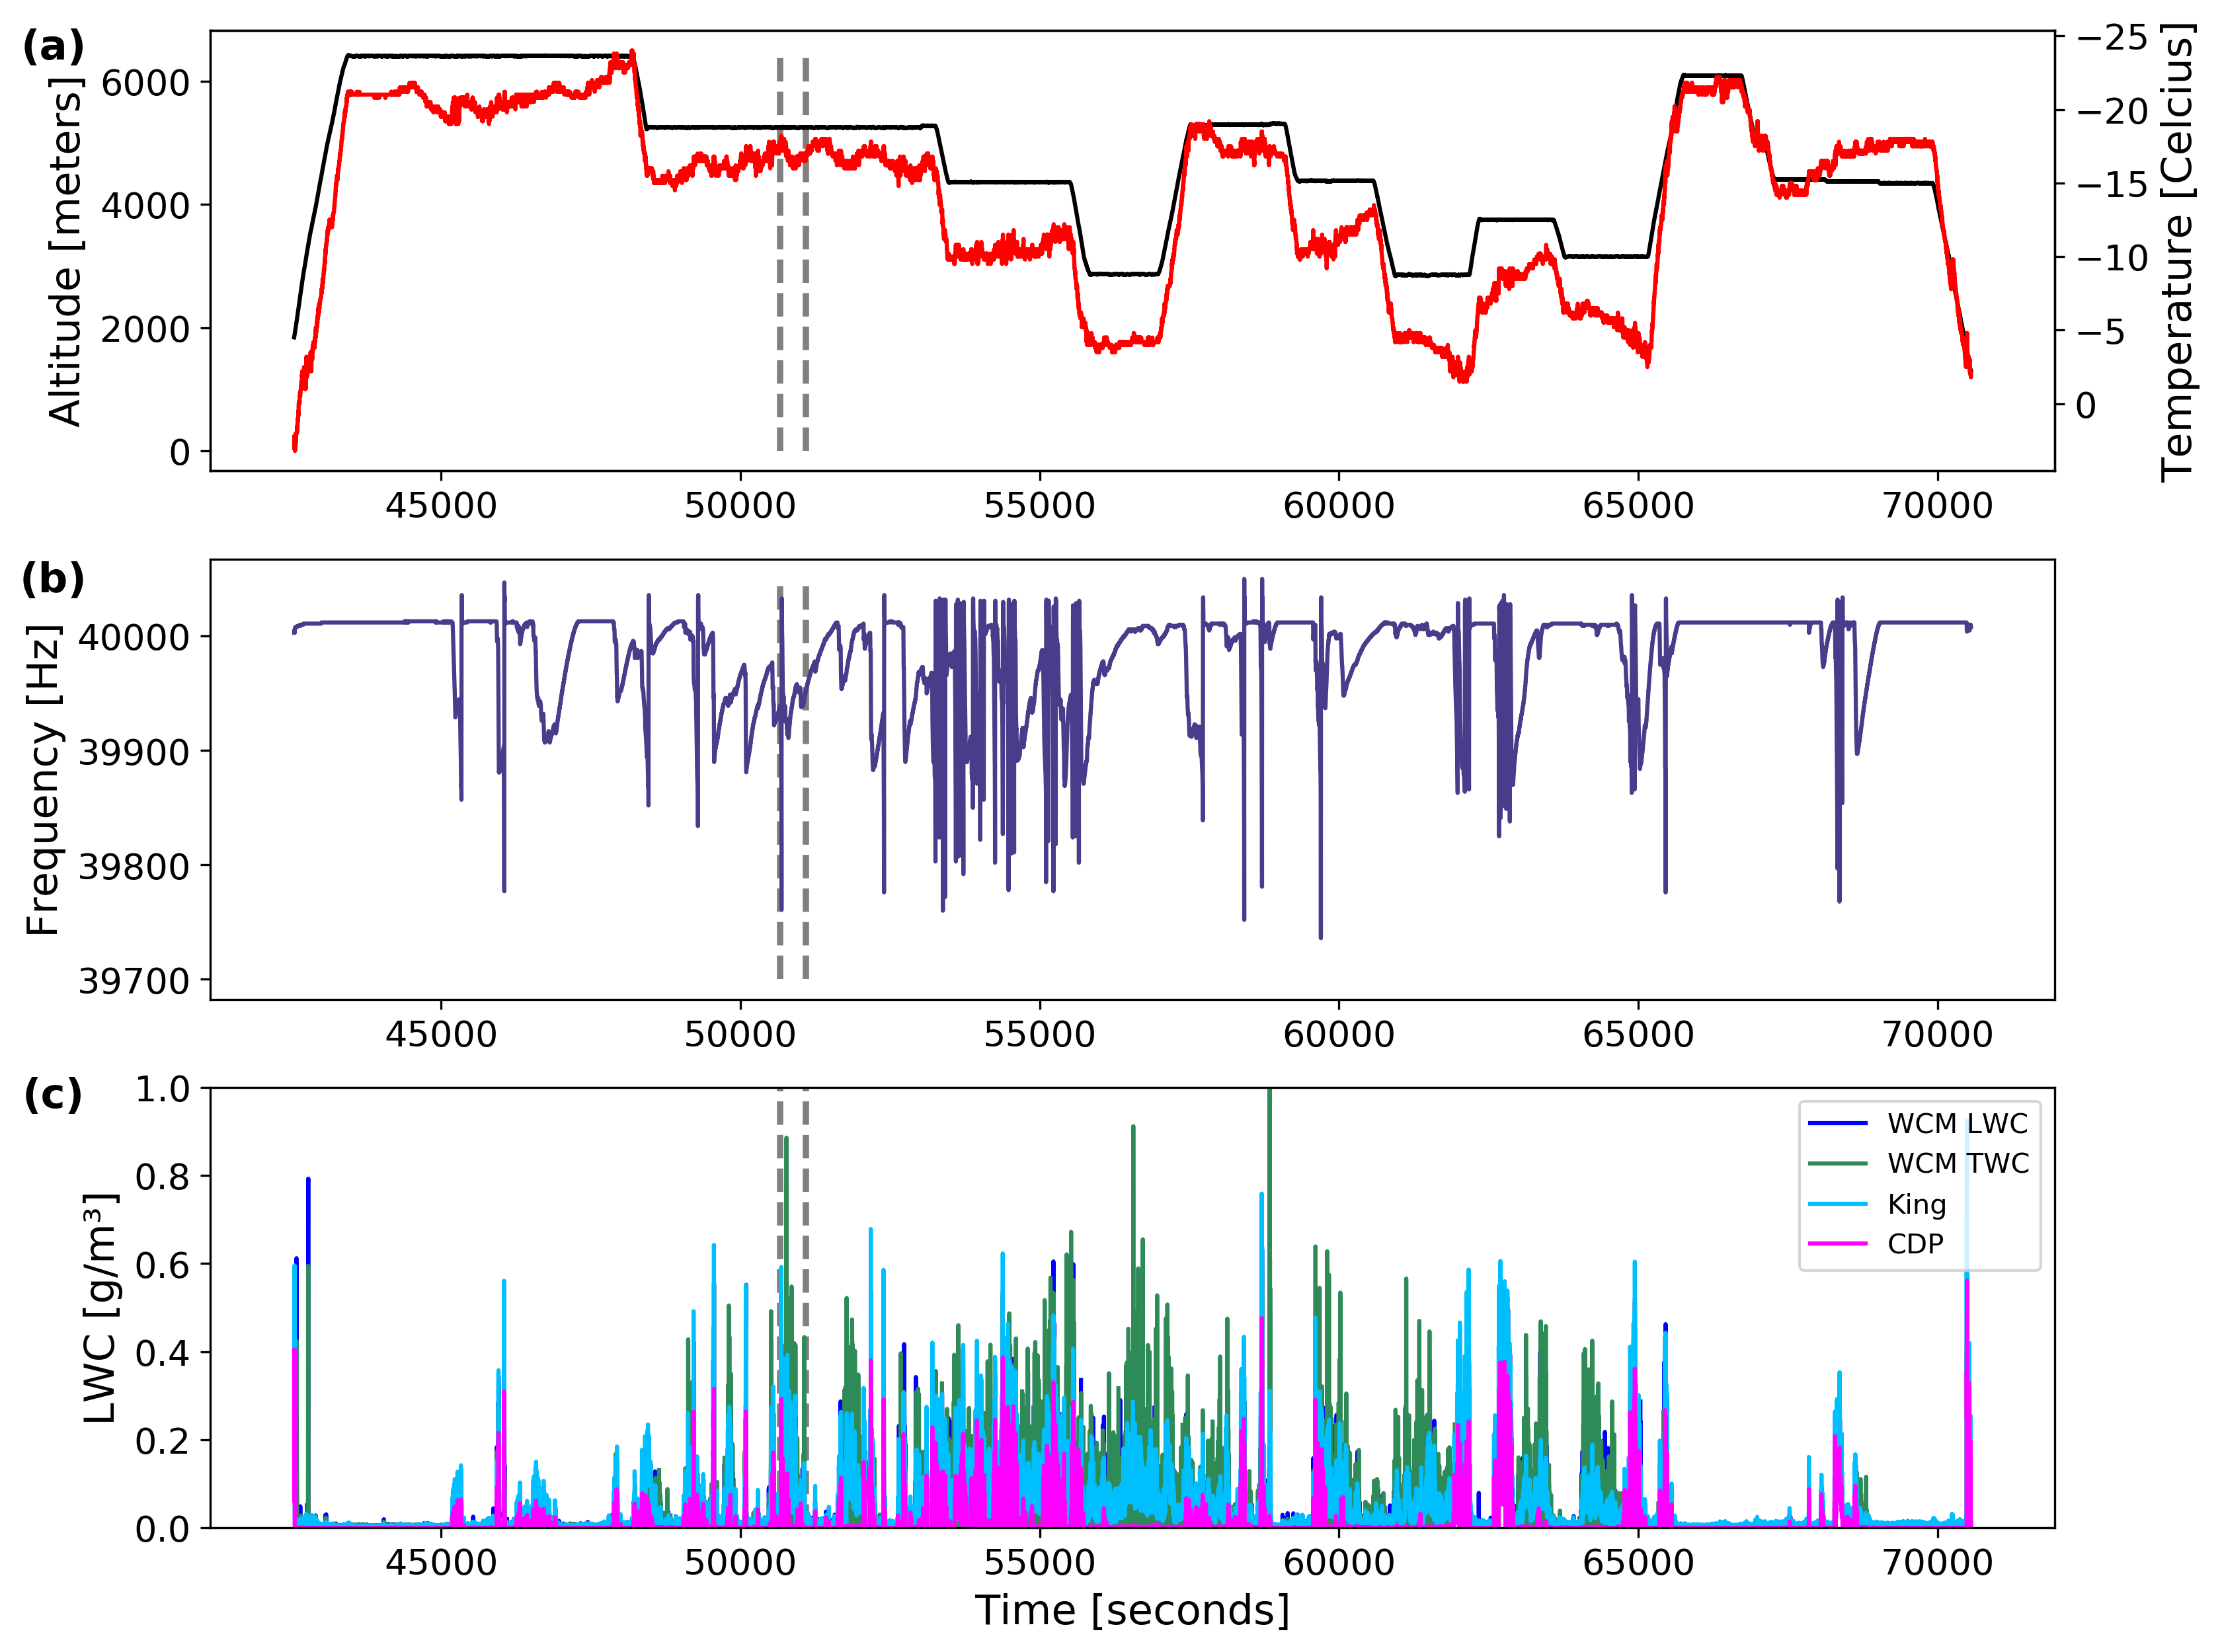 (a)
Altitude [meters]
6000
4000
2000
0
−25
−20
−15
−10
−5
0
Temperature [Celcius]
45000 50000 55000 60000 65000 70000
(b)
Frequency [Hz]
40000
39900
39800
39700
45000 50000 55000 60000 65000 70000
(c)
LWC [g/m³]
1.0
0.8
0.6
0.4
0.2
0.0
WCM LWC
WCM TWC
King
CDP
45000 50000 55000 60000 65000 70000
Time [seconds]